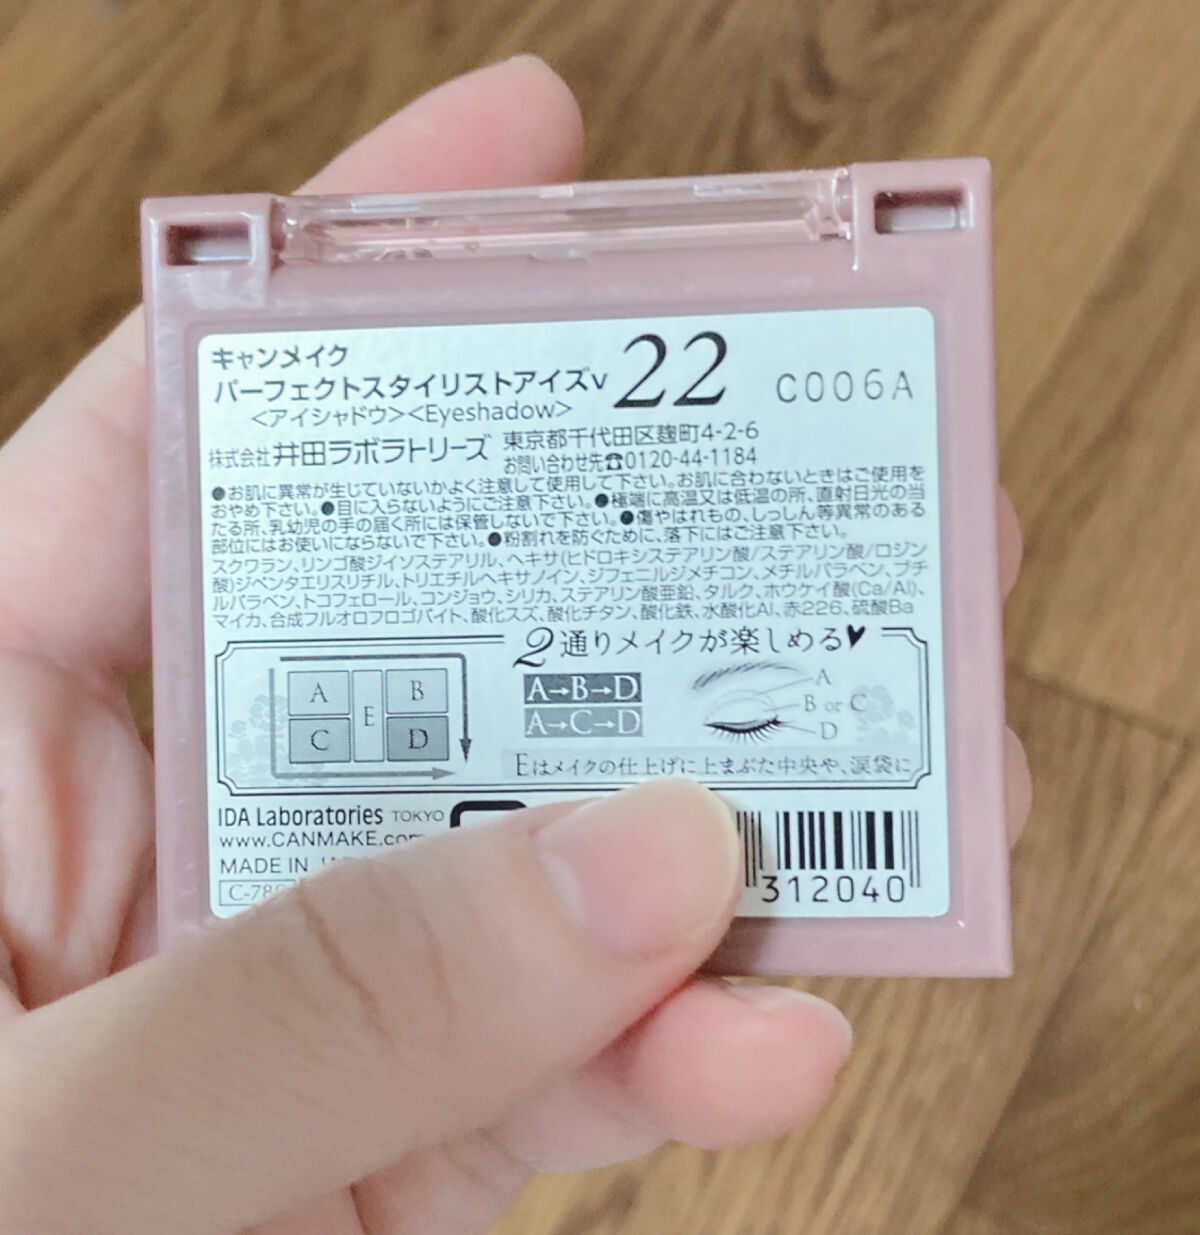 キャンメイク
パーフェクトスタイリストアイズv 22 C006A
<アイシャドウ><Eyeshadow>
株式会社 井田ラボラトリーズ 東京都千代田区麹町4-2-6
お問い合わせ先☎0120-44-1184
●お肌に異常が生じていないかよく注意して使用して下さい。お肌に合わないときはご使用を
おやめ下さい。●目に入らないようにご注意下さい。●極端に高温又は低温の所、直射日光の当
たる所、乳幼児の手の届く所には保管しないで下さい。●傷やはれもの、しっしん等異常のある
部位にはお使いにならないで下さい。●粉割れを防ぐために、落下にはご注意下さい。
スクワラン、リンゴ酸ジイソステアリル、ヘキサ(ヒドロキシステアリン酸/ステアリン酸/ロジン
酸)ジペンタエリスリチル、トリエチルヘキサノイン、ジフェニルジメチコン、メチルパラベン、ブチ
ルパラベン、トコフェロール、コンジョウ、シリカ、ステアリン酸亜鉛、タルク、ホウケイ酸(Ca/Al)、
マイカ、合成フルオロフロゴパイト、酸化スズ、酸化チタン、酸化鉄、水酸化Al、赤226、硫酸Ba
2通りメイクが楽しめる♥
A B
E
C D
A→B→D
A→C→D
A
B or C
D
Eはメイクの仕上げに上まぶた中央や、涙袋に
IDA Laboratories TOKYO
www.CANMAKE.com
MADE IN
C-78
312040